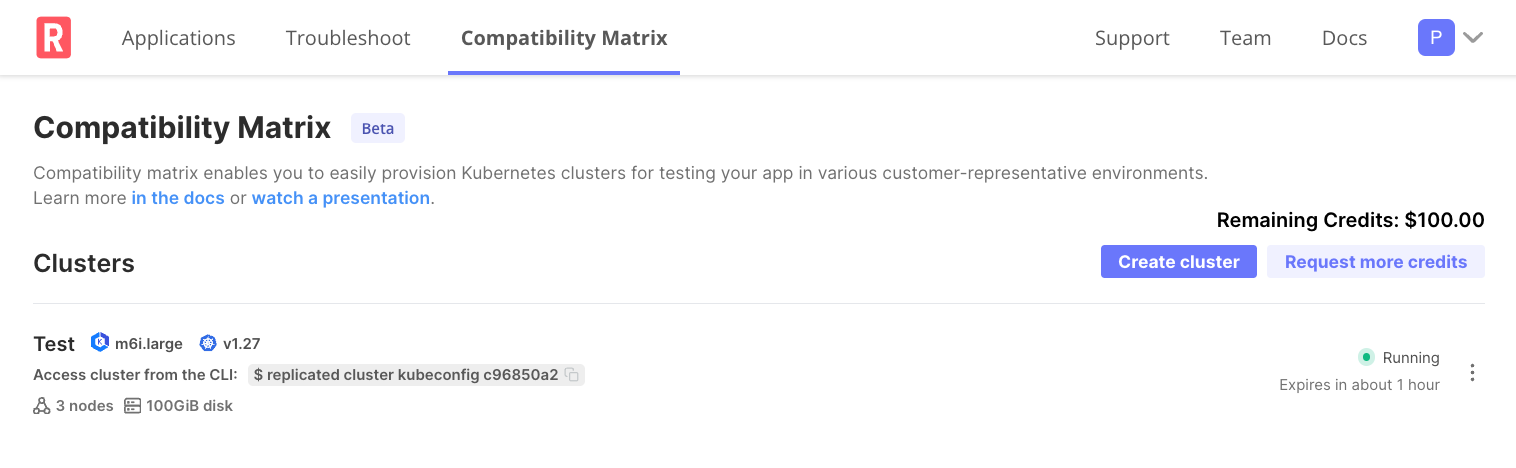 R Applications Troubleshoot Compatibility Matrix Support Team Docs P
Compatibility Matrix Beta
Compatibility matrix enables you to easily provision Kubernetes clusters for testing your app in various customer-representative environments.
Learn more in the docs or watch a presentation.
Remaining Credits: $100.00
Clusters Create cluster Request more credits
Test K m6i.large v1.27
Running
Access cluster from the CLI: $ replicated cluster kubeconfig c96850a2
Expires in about 1 hour
3 nodes 100GiB disk